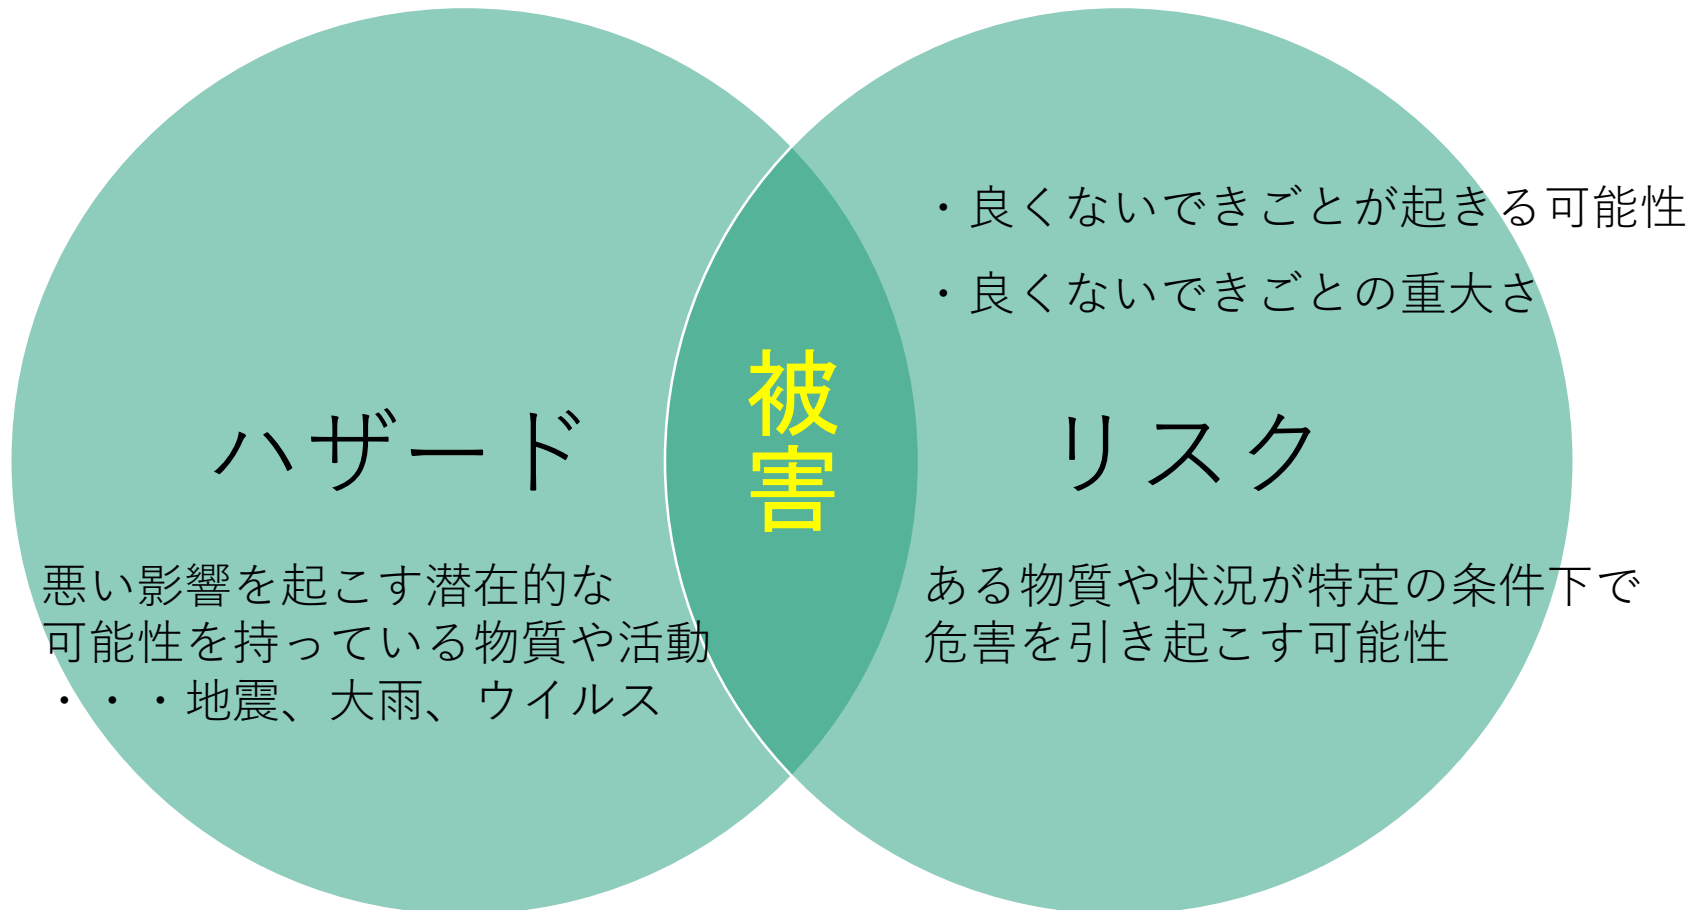 ハザード
悪い影響を起こす潜在的な
可能性を持っている物質や活動
・・・地震、大雨、ウイルス
被害
・良くないできごとが起きる可能性
・良くないできごとの重大さ
リスク
ある物質や状況が特定の条件下で
危害を引き起こす可能性